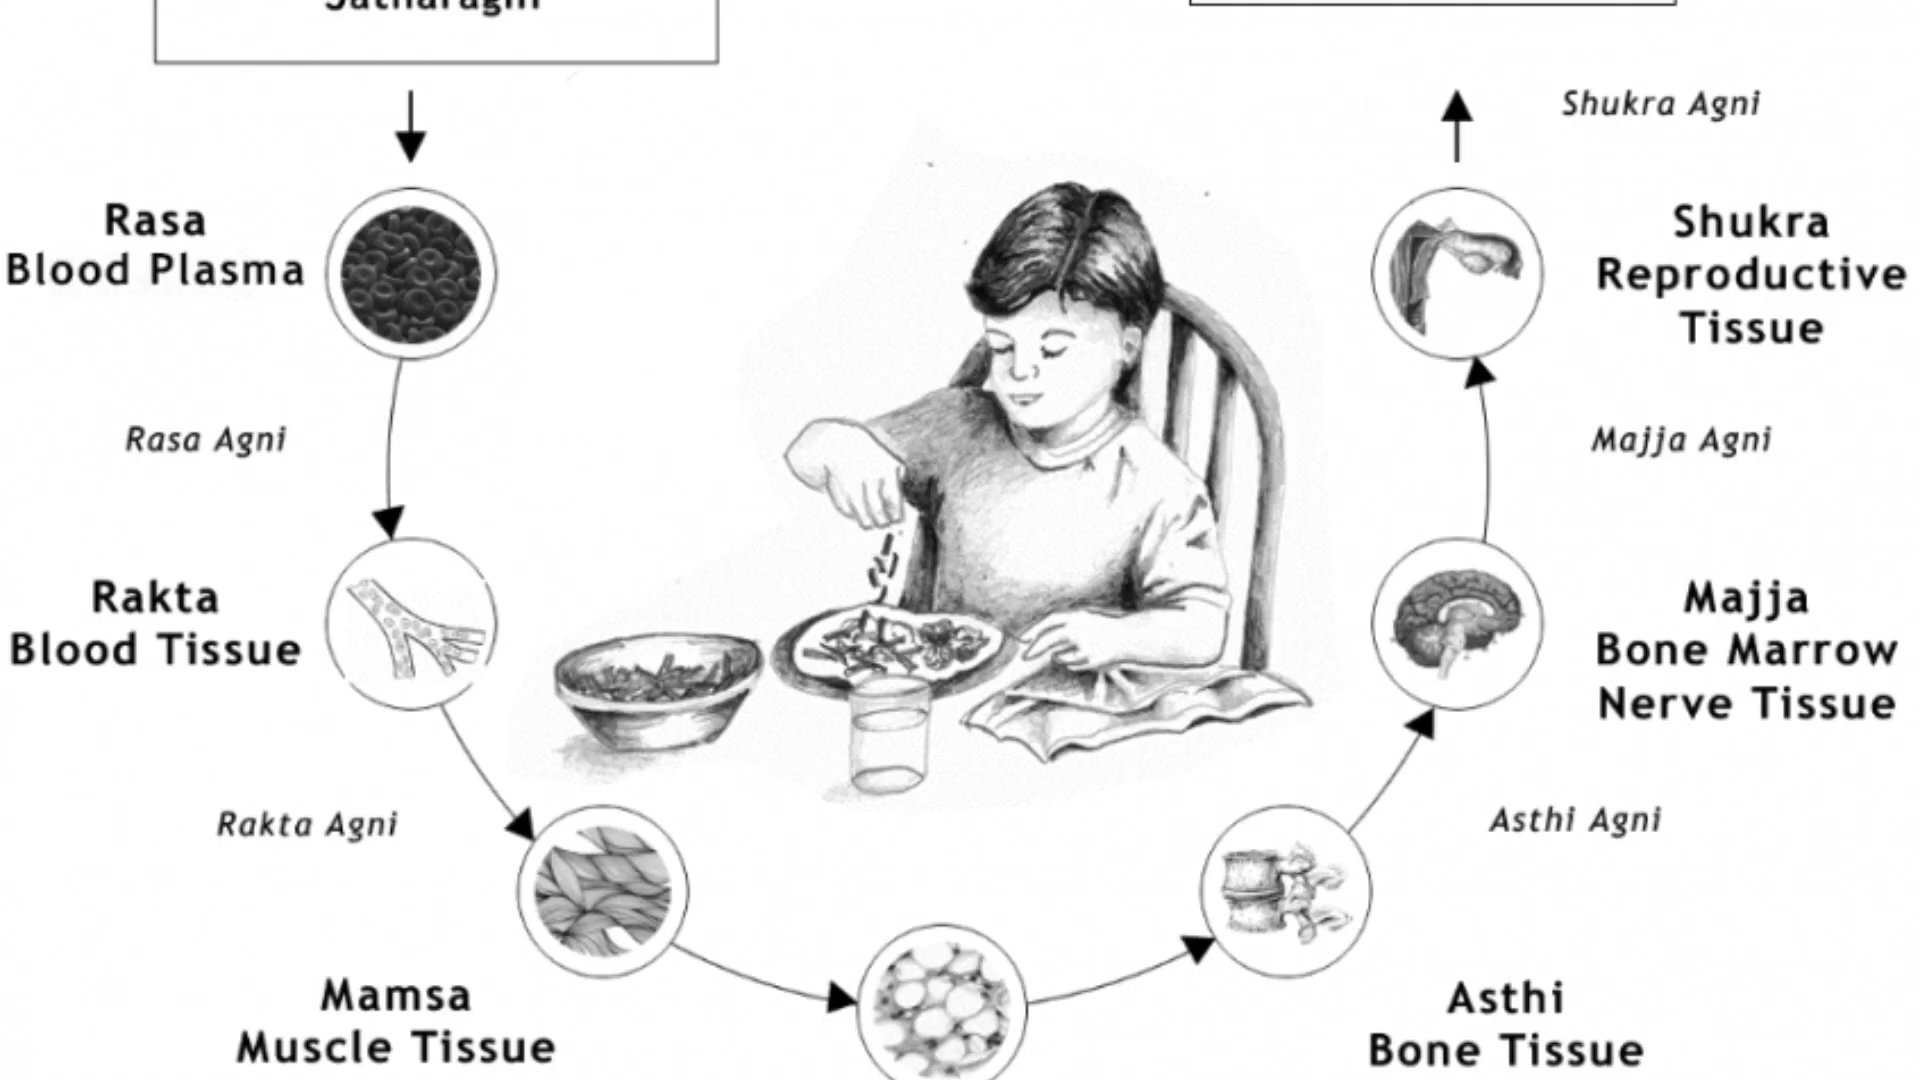 Rasa
Blood Plasma
Rasa Agni
Rakta
Blood Tissue
Rakta Agni
Mamsa
Muscle Tissue
Asthi
Bone Tissue
Asthi Agni
Majja
Bone Marrow
Nerve Tissue
Majja Agni
Shukra
Reproductive
Tissue
Shukra Agni